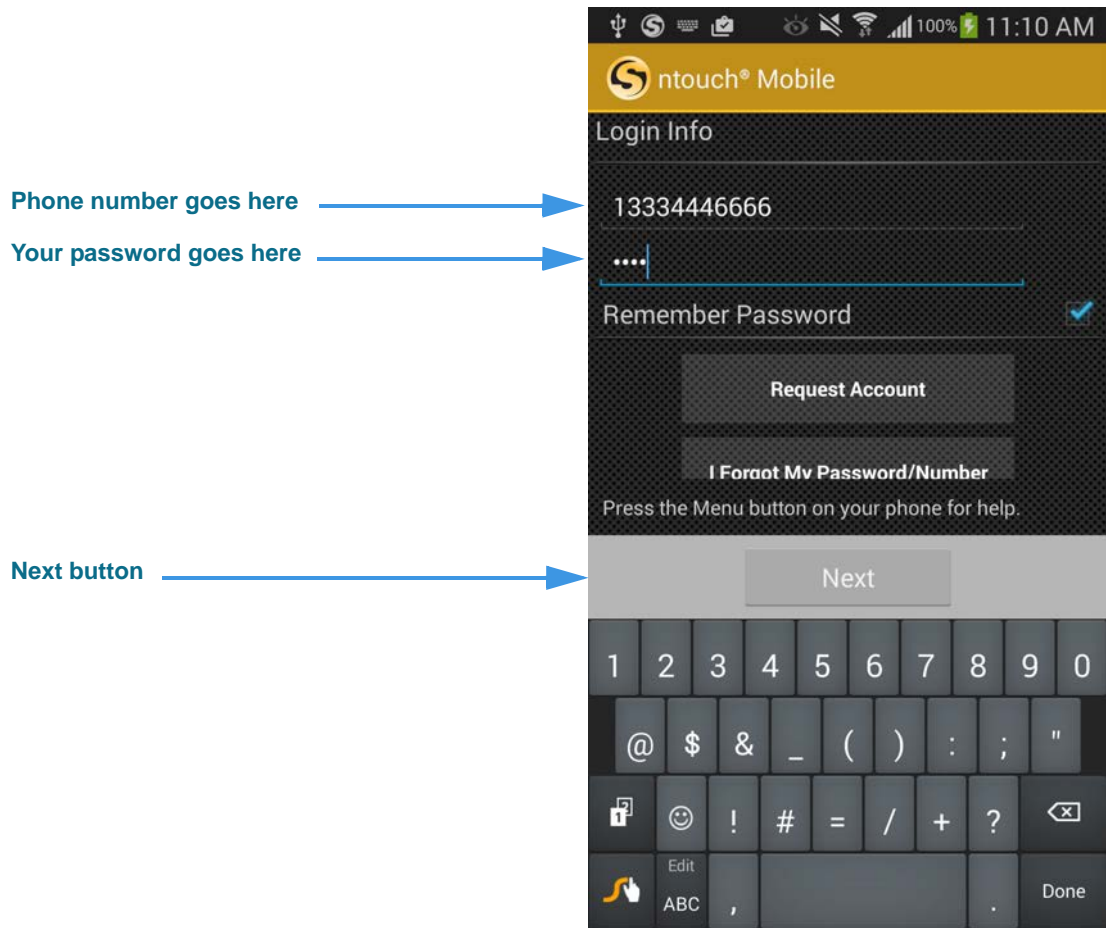 100% 11:10 AM
ntouch® Mobile
Login Info
Phone number goes here
13334446666
Your password goes here
••••
Remember Password
Request Account
I Forgot My Password/Number
Press the Menu button on your phone for help.
Next button
Next
1 2 3 4 5 6 7 8 9 0
@ $ & _ ( ) : ; "
1 2 ! # = / + ?
Edit
ABC , . Done